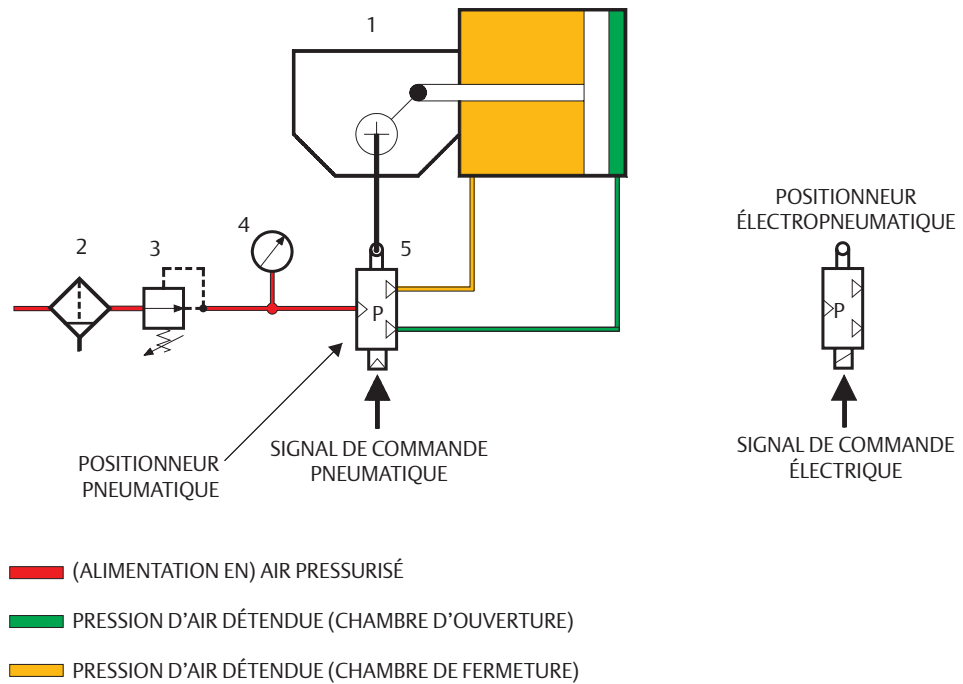 1
2
3
4
5
P
POSITIONNEUR
ÉLECTROPNEUMATIQUE
P
SIGNAL DE COMMANDE
PNEUMATIQUE
POSITIONNEUR
PNEUMATIQUE
SIGNAL DE COMMANDE
ÉLECTRIQUE
(ALIMENTATION EN) AIR PRESSURISÉ
PRESSION D'AIR DÉTENDUE (CHAMBRE D'OUVERTURE)
PRESSION D'AIR DÉTENDUE (CHAMBRE DE FERMETURE)